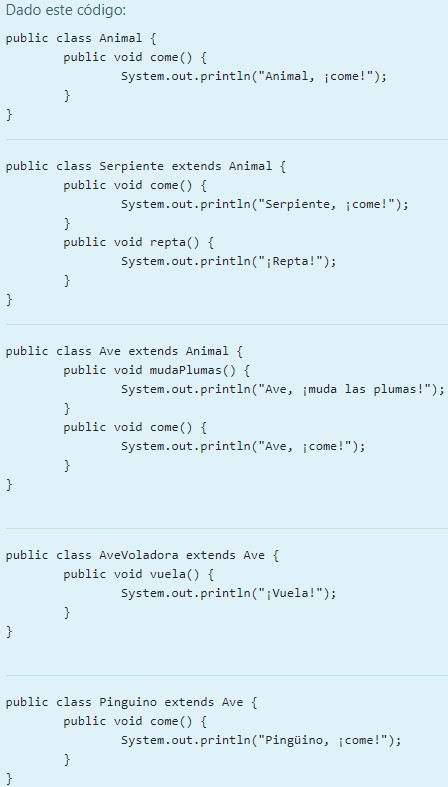 Dado este código:
public class Animal {
        public void come() {
                System.out.println("Animal, ¡come!");
        }
}
public class Serpiente extends Animal {
        public void come() {
                System.out.println("Serpiente, ¡come!");
        }
        public void repta() {
                System.out.println("¡Repta!");
        }
}
public class Ave extends Animal {
        public void mudaPlumas() {
                System.out.println("Ave, ¡muda las plumas!");
        }
        public void come() {
                System.out.println("Ave, ¡come!");
        }
}
public class AveVoladora extends Ave {
        public void vuela() {
                System.out.println("¡Vuela!");
        }
}
public class Pinguino extends Ave {
        public void come() {
                System.out.println("Pingüino, ¡come!");
        }
}